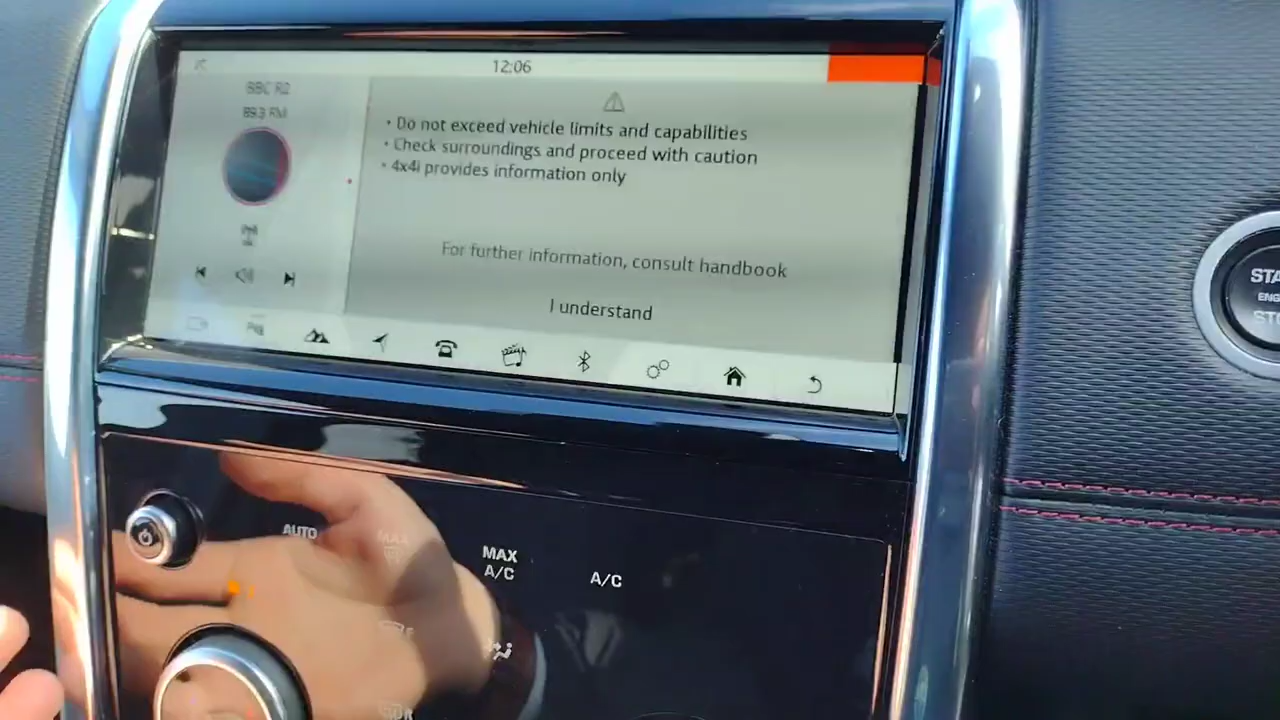 12:06
BBC R2
89.3 FM
• Do not exceed vehicle limits and capabilities
• Check surroundings and proceed with caution
• 4x4i provides information only
For further information, consult handbook
I understand
AUTO
MAX
MAX
A/C
A/C